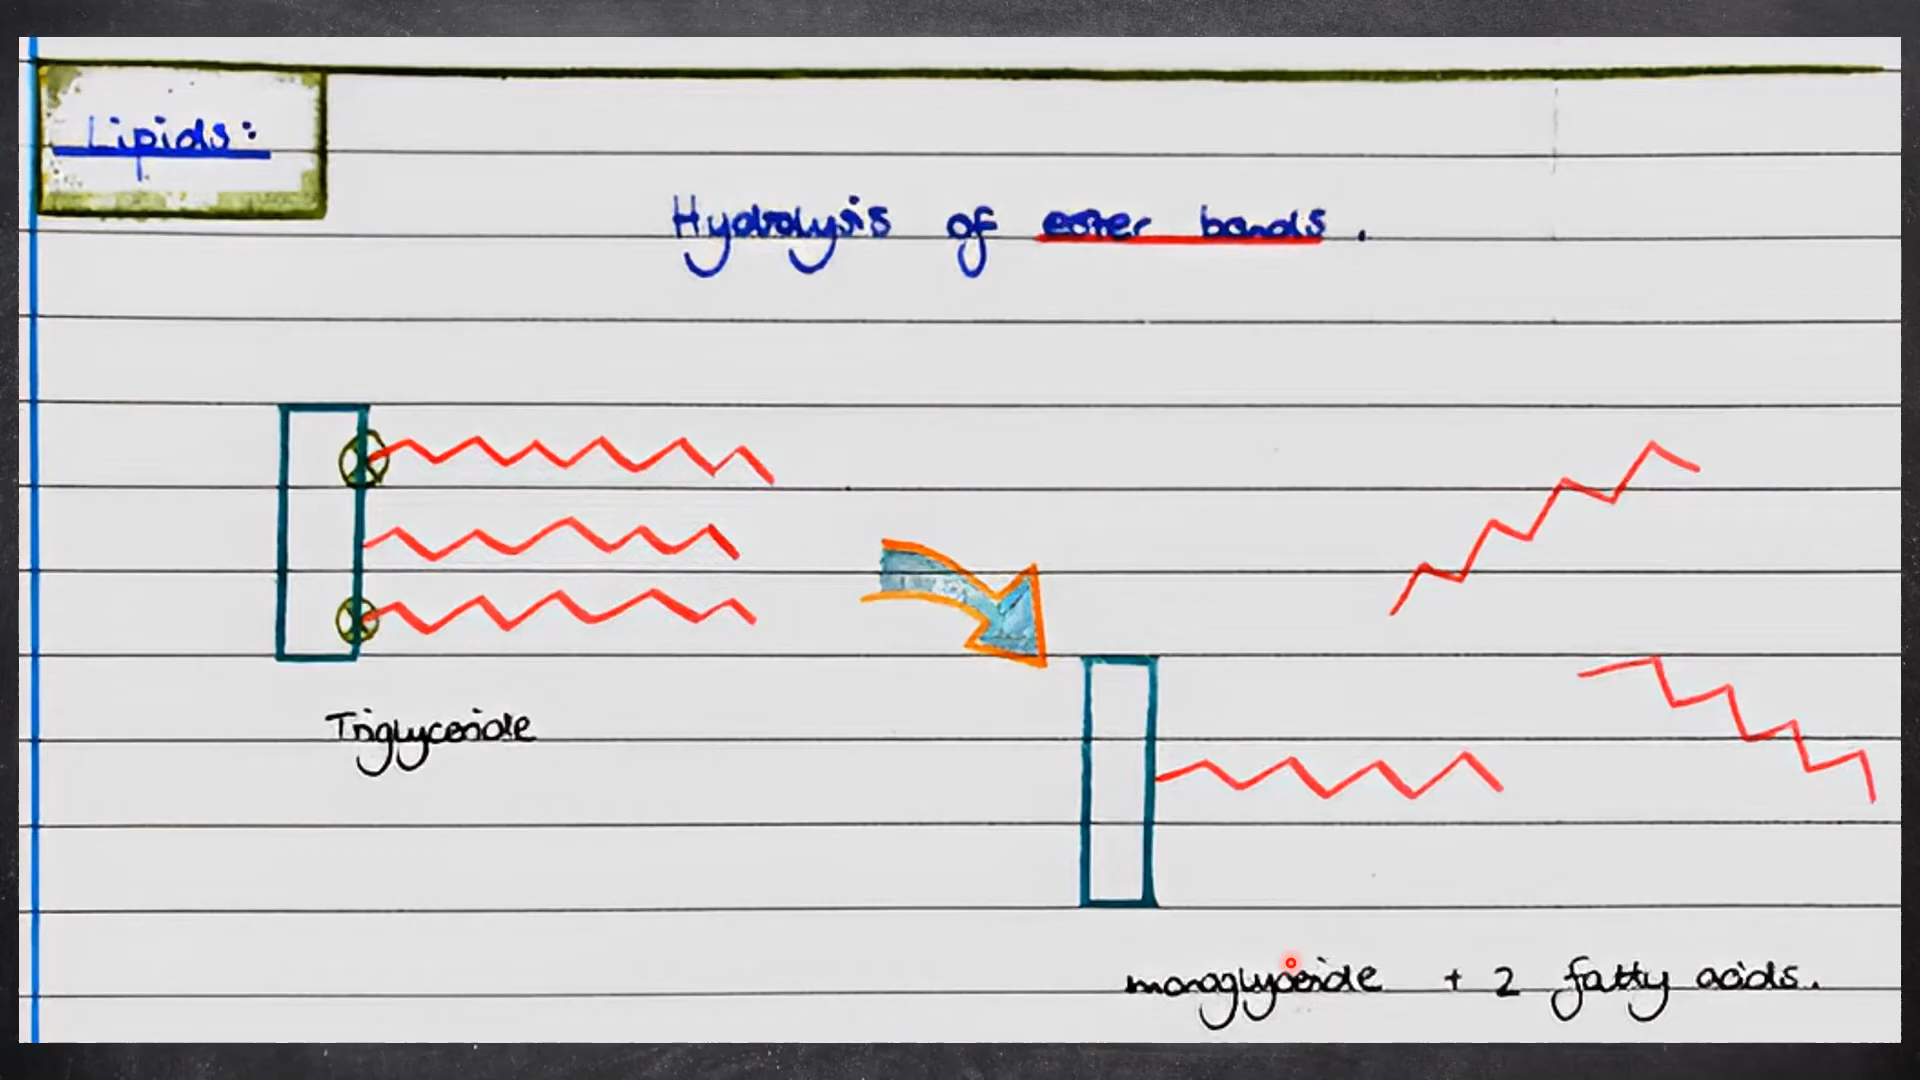 Lipids:
Hydrolysis of ester bonds.
Triglyceride
monoglyceride + 2 fatty acids.